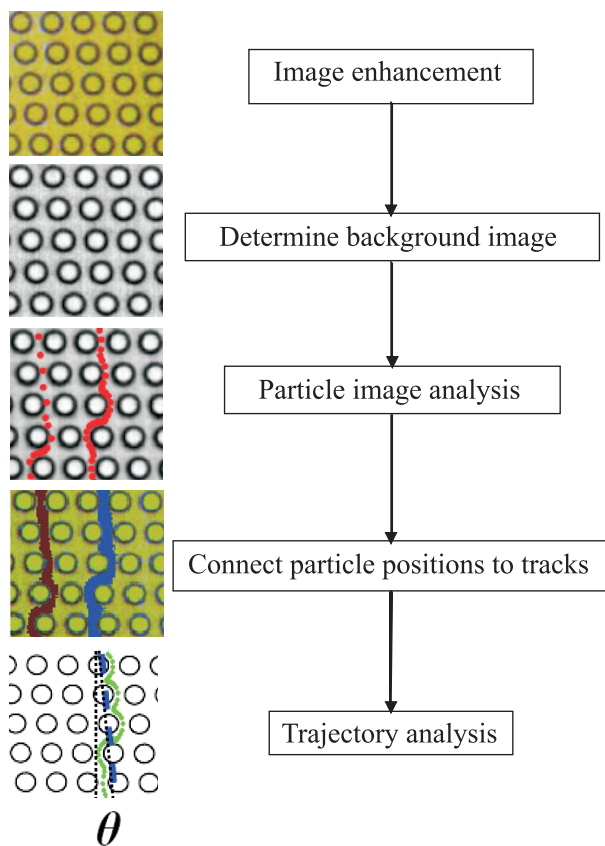 Image enhancement
Determine background image
Particle image analysis
Connect particle positions to tracks
Trajectory analysis
θ